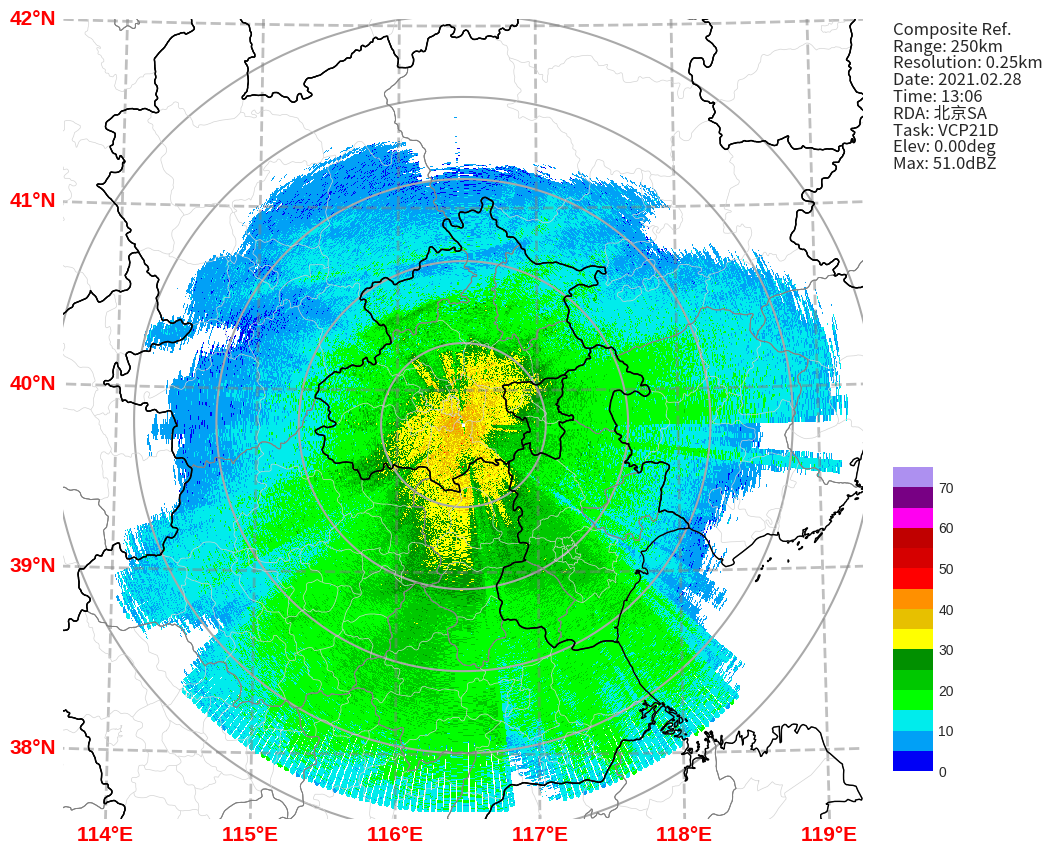 42°N
41°N
40°N
39°N
38°N
114°E
115°E
116°E
117°E
118°E
119°E
Composite Ref.
Range: 250km
Resolution: 0.25km
Date: 2021.02.28
Time: 13:06
RDA: 北京SA
Task: VCP21D
Elev: 0.00deg
Max: 51.0dBZ
70
60
50
40
30
20
10
0